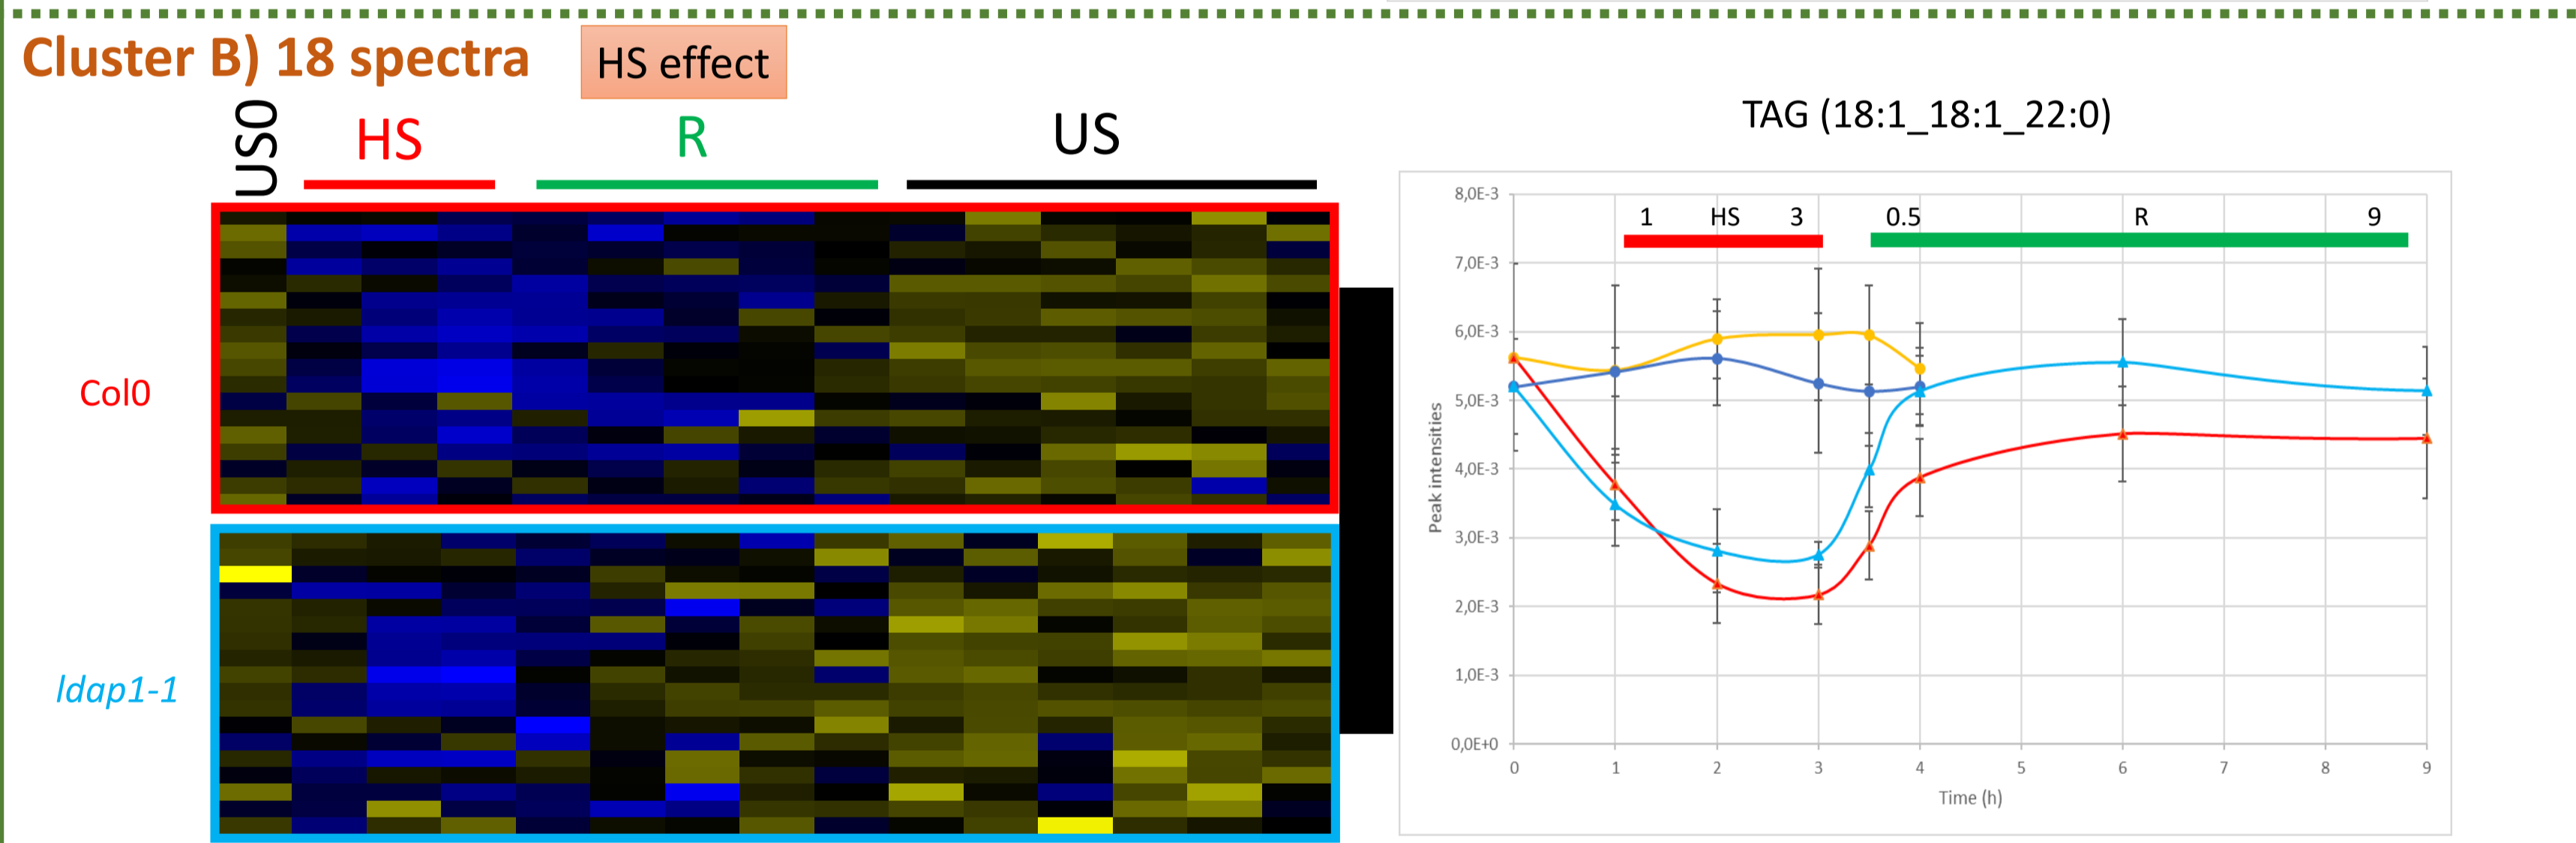 Cluster B) 18 spectra
HS effect
US0
HS
R
US
Col0
ldap1-1
TAG (18:1_18:1_22:0)
1 HS 3 0.5 R 9
8,0E-3
7,0E-3
6,0E-3
5,0E-3
4,0E-3
3,0E-3
2,0E-3
1,0E-3
0,0E+0
Peak intensities
0 1 2 3 4 5 6 7 8 9
Time (h)